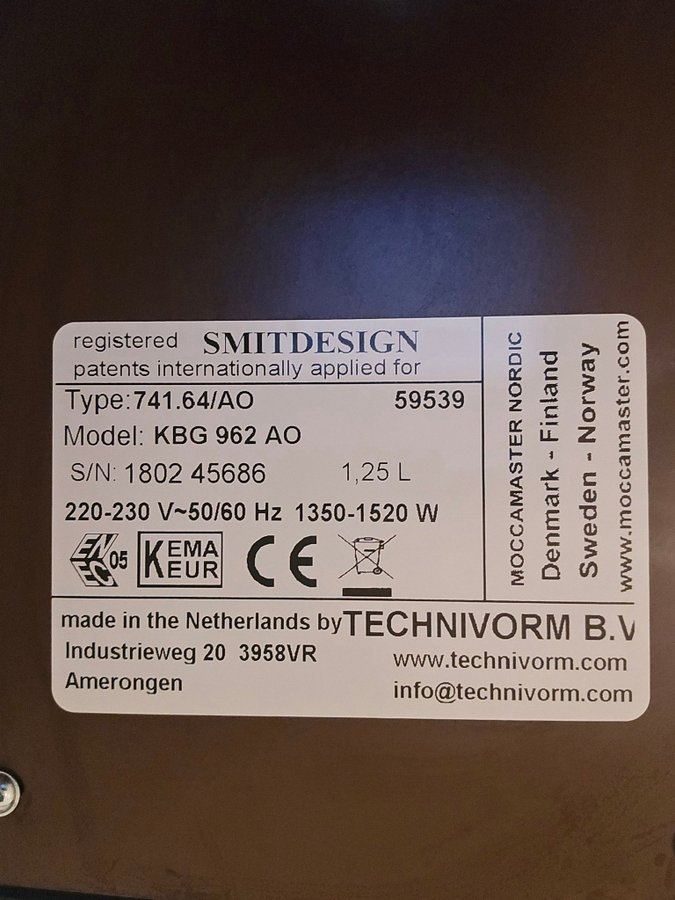 registered SMITDESIGN
patents internationally applied for
Type:741.64/AO 59539
Model: KBG 962 AO
S/N: 1802 45686 1,25 L
220-230 V~50/60 Hz 1350-1520 W
ENEC 05 KEMA KEUR CE
MOCCAMASTER NORDIC
Denmark - Finland
Sweden - Norway
www.moccamaster.com
made in the Netherlands by TECHNIVORM B.V
Industrieweg 20 3958VR
www.technivorm.com
Amerongen
info@technivorm.com